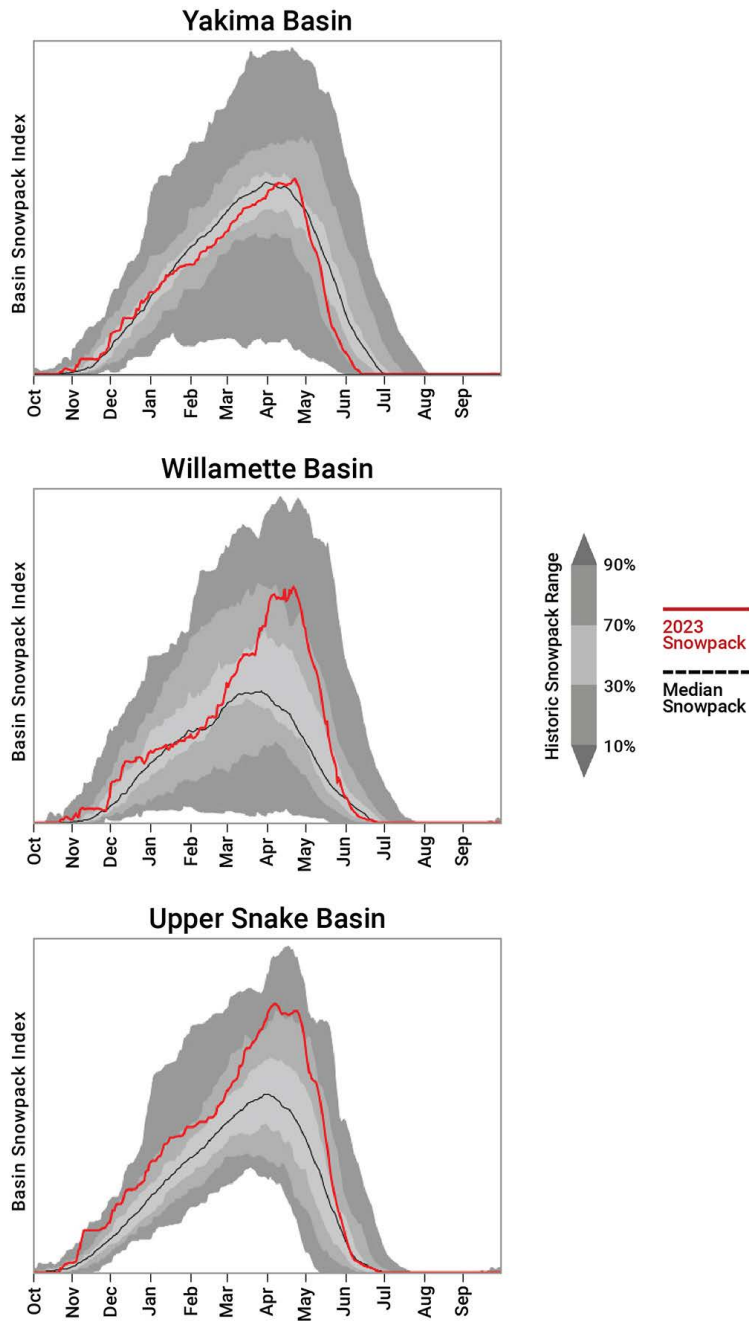 Yakima Basin
Basin Snowpack Index
Oct Nov Dec Jan Feb Mar Apr May Jun Jul Aug Sep
Willamette Basin
Basin Snowpack Index
Oct Nov Dec Jan Feb Mar Apr May Jun Jul Aug Sep
Historic Snowpack Range
90%
70%
30%
10%
2023
Snowpack
Median
Snowpack
Upper Snake Basin
Basin Snowpack Index
Oct Nov Dec Jan Feb Mar Apr May Jun Jul Aug Sep